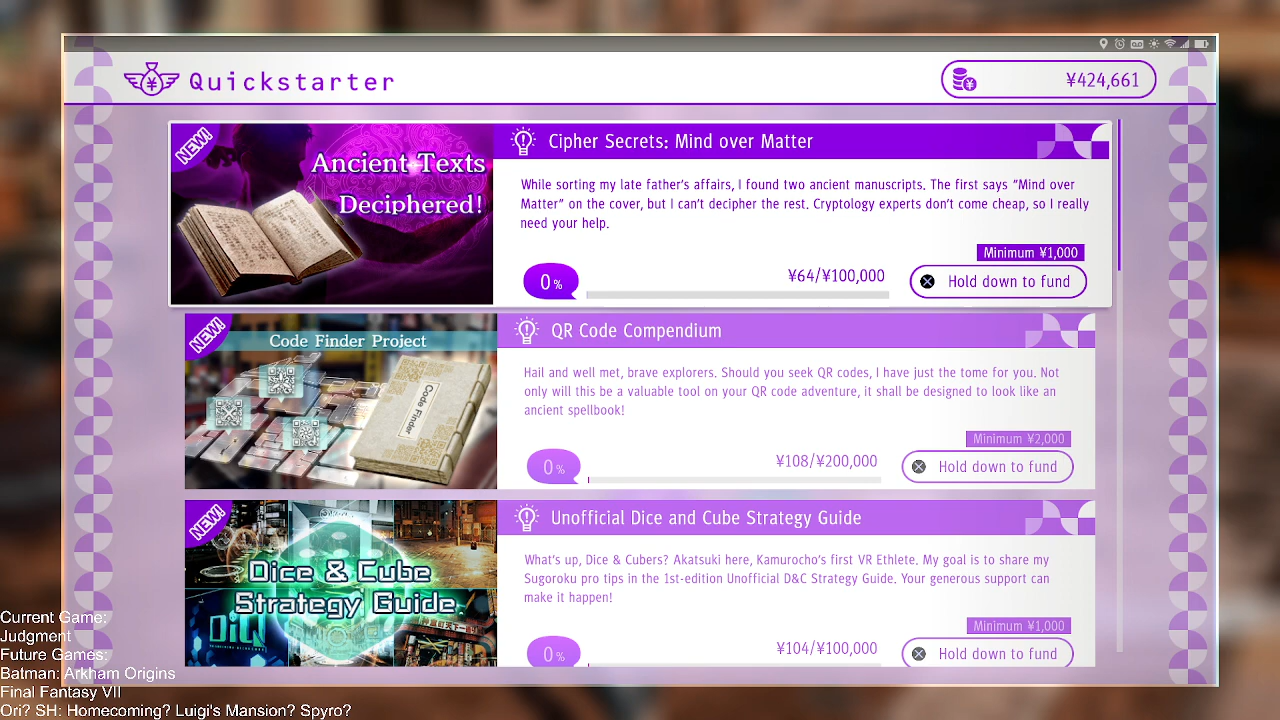 Quickstarter
¥424,661
NEW!
Ancient Texts
Deciphered!
Cipher Secrets: Mind over Matter
While sorting my late father's affairs, I found two ancient manuscripts. The first says "Mind over
Matter" on the cover, but I can't decipher the rest. Cryptology experts don't come cheap, so I really
need your help.
Minimum ¥1,000
0%
¥64/¥100,000
Hold down to fund
NEW!
Code Finder Project
Code Finder
QR Code Compendium
Hail and well met, brave explorers. Should you seek QR codes, I have just the tome for you. Not
only will this be a valuable tool on your QR code adventure, it shall be designed to look like an
ancient spellbook!
Minimum ¥2,000
0%
¥108/¥200,000
Hold down to fund
NEW!
Dice & Cube
Strategy Guide
Unofficial Dice and Cube Strategy Guide
What's up, Dice & Cubers? Akatsuki here, Kamurocho's first VR Ethlete. My goal is to share my
Sugoroku pro tips in the 1st-edition Unofficial D&C Strategy Guide. Your generous support can
make it happen!
Minimum ¥1,000
0%
¥104/¥100,000
Hold down to fund
Current Game:
Judgment
Future Games:
Batman: Arkham Origins
Final Fantasy VII
Ori? SH: Homecoming? Luigi's Mansion? Spyro?